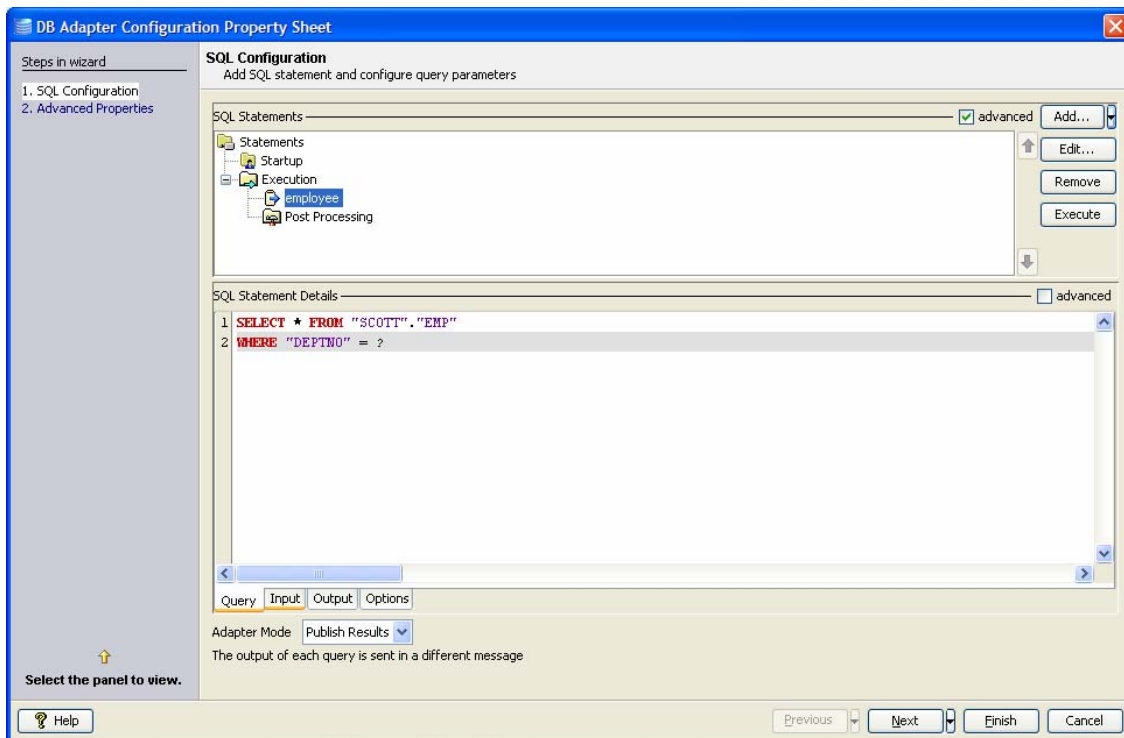 DB Adapter Configuration Property Sheet
Steps in wizard
1. SQL Configuration
2. Advanced Properties
SQL Configuration
Add SQL statement and configure query parameters
SQL Statements
advanced
Add...
Statements
Startup
Execution
employee
Post Processing
Edit...
Remove
Execute
SQL Statement Details
advanced
1 SELECT * FROM "SCOTT"."EMP"
2 WHERE "DEPTNO" = ?
Query Input Output Options
Adapter Mode Publish Results
The output of each query is sent in a different message
Select the panel to view.
? Help
Previous Next Finish Cancel